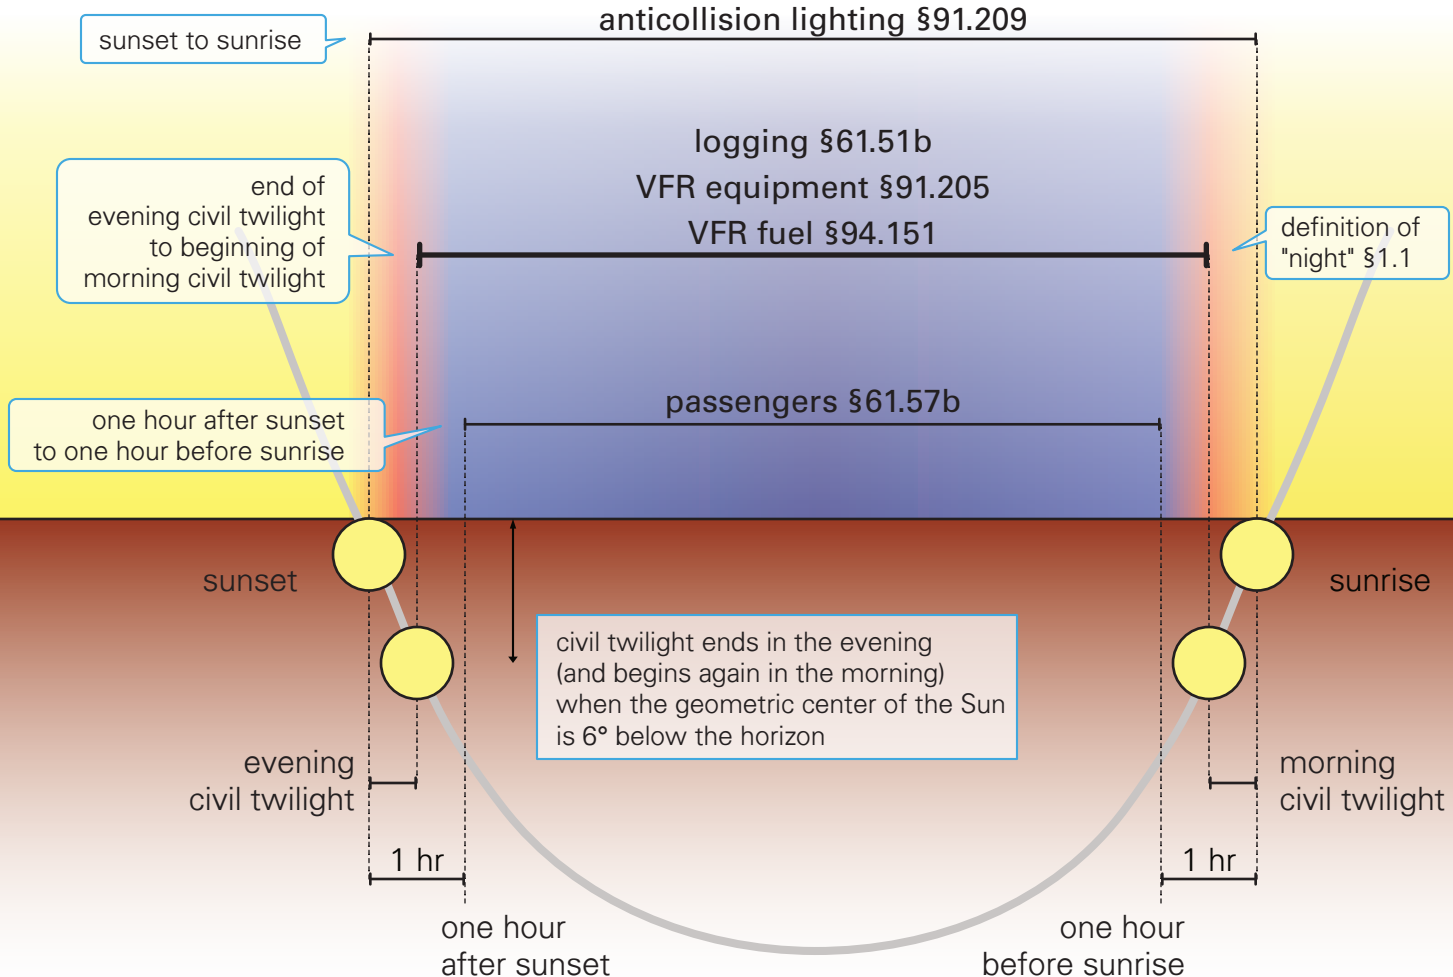 anticollision lighting §91.209
sunset to sunrise
logging §61.51b
VFR equipment §91.205
VFR fuel §94.151
end of
evening civil twilight
to beginning of
morning civil twilight
definition of
"night" §1.1
passengers §61.57b
one hour after sunset
to one hour before sunrise
sunset
sunrise
civil twilight ends in the evening
(and begins again in the morning)
when the geometric center of the Sun
is 6° below the horizon
evening
civil twilight
morning
civil twilight
1 hr
1 hr
one hour
after sunset
one hour
before sunrise